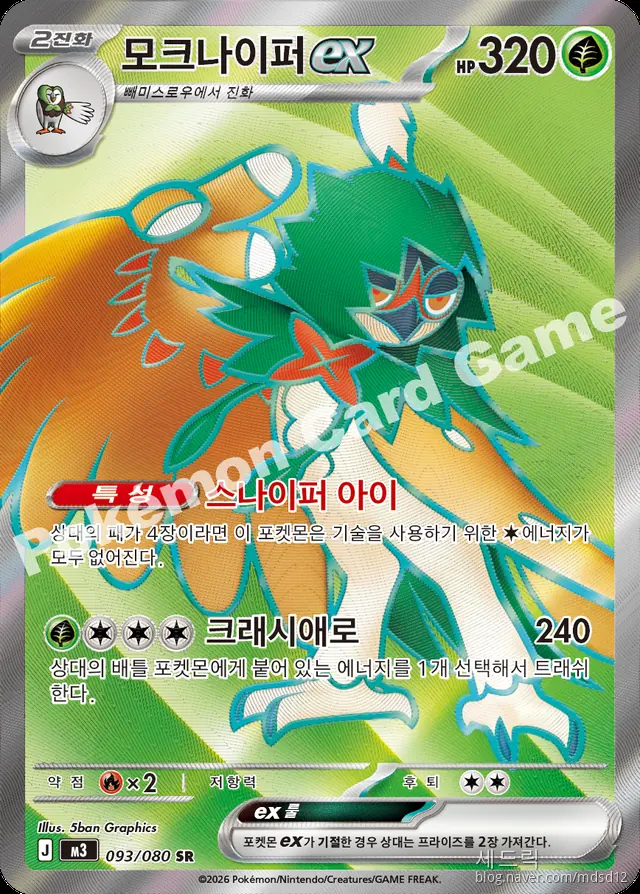 2진화
모크나이퍼 ex
HP 320
빼미스로우에서 진화
Pokémon Card Game
특성 스나이퍼 아이
상대의 패가 4장이라면 이 포켓몬은 기술을 사용하기 위한 에너지가
모두 없어진다.
크래시애로 240
상대의 배틀 포켓몬에게 붙어 있는 에너지를 1개 선택해서 트래쉬
한다.
약점 ×2 저항력 후퇴
ex 룰
포켓몬 ex가 기절한 경우 상대는 프라이즈를 2장 가져간다.
Illus. 5ban Graphics
J M3 093/080 SR
©2026 Pokémon/Nintendo/Creatures/GAME FREAK.
세드릭
blog.naver.com/mdsd12